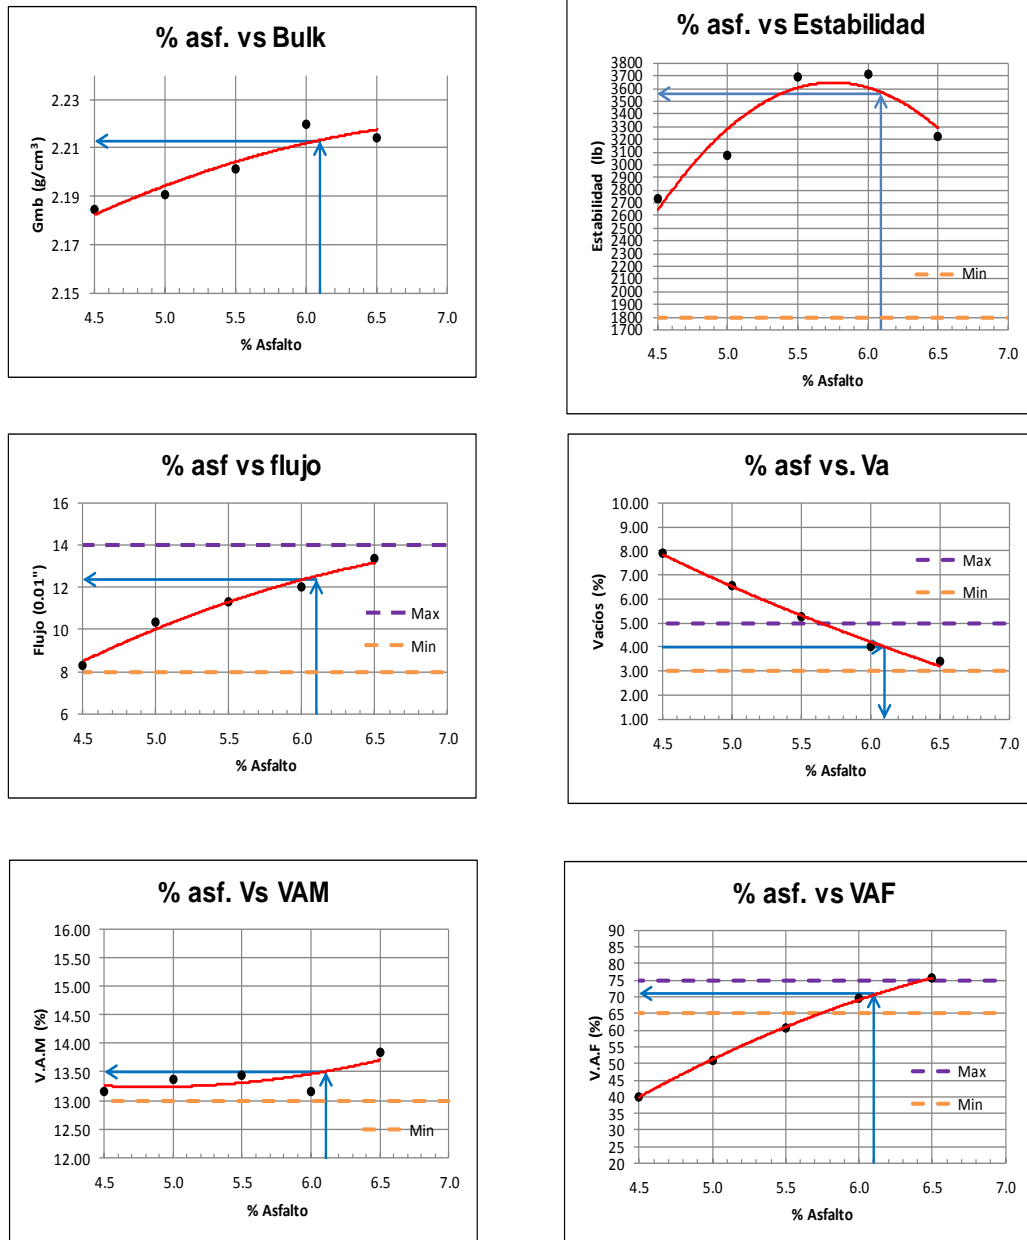 % asf. vs Bulk
2.23
2.21
2.19
2.17
2.15
Gmb (g/cm³)
4.5 5.0 5.5 6.0 6.5 7.0
% Asfalto
% asf. vs Estabilidad
3800
3700
3600
3500
3400
3300
3200
3100
3000
2900
2800
2700
2600
2500
2400
2300
2200
2100
2000
1900
1800
1700
Estabilidad (lb)
Min
4.5 5.0 5.5 6.0 6.5 7.0
% Asfalto
% asf vs flujo
16
14
12
10
8
6
Flujo (0.01")
Max
Min
4.5 5.0 5.5 6.0 6.5 7.0
% Asfalto
% asf vs. Va
10.00
9.00
8.00
7.00
6.00
5.00
4.00
3.00
2.00
1.00
Vacíos (%)
Max
Min
4.5 5.0 5.5 6.0 6.5 7.0
% Asfalto
% asf. Vs VAM
16.00
15.50
15.00
14.50
14.00
13.50
13.00
12.50
12.00
V.A.M (%)
Min
4.5 5.0 5.5 6.0 6.5 7.0
% Asfalto
% asf. vs VAF
90
85
80
75
70
65
60
55
50
45
40
35
30
25
20
V.A.F (%)
Max
Min
4.5 5.0 5.5 6.0 6.5 7.0
% Asfalto